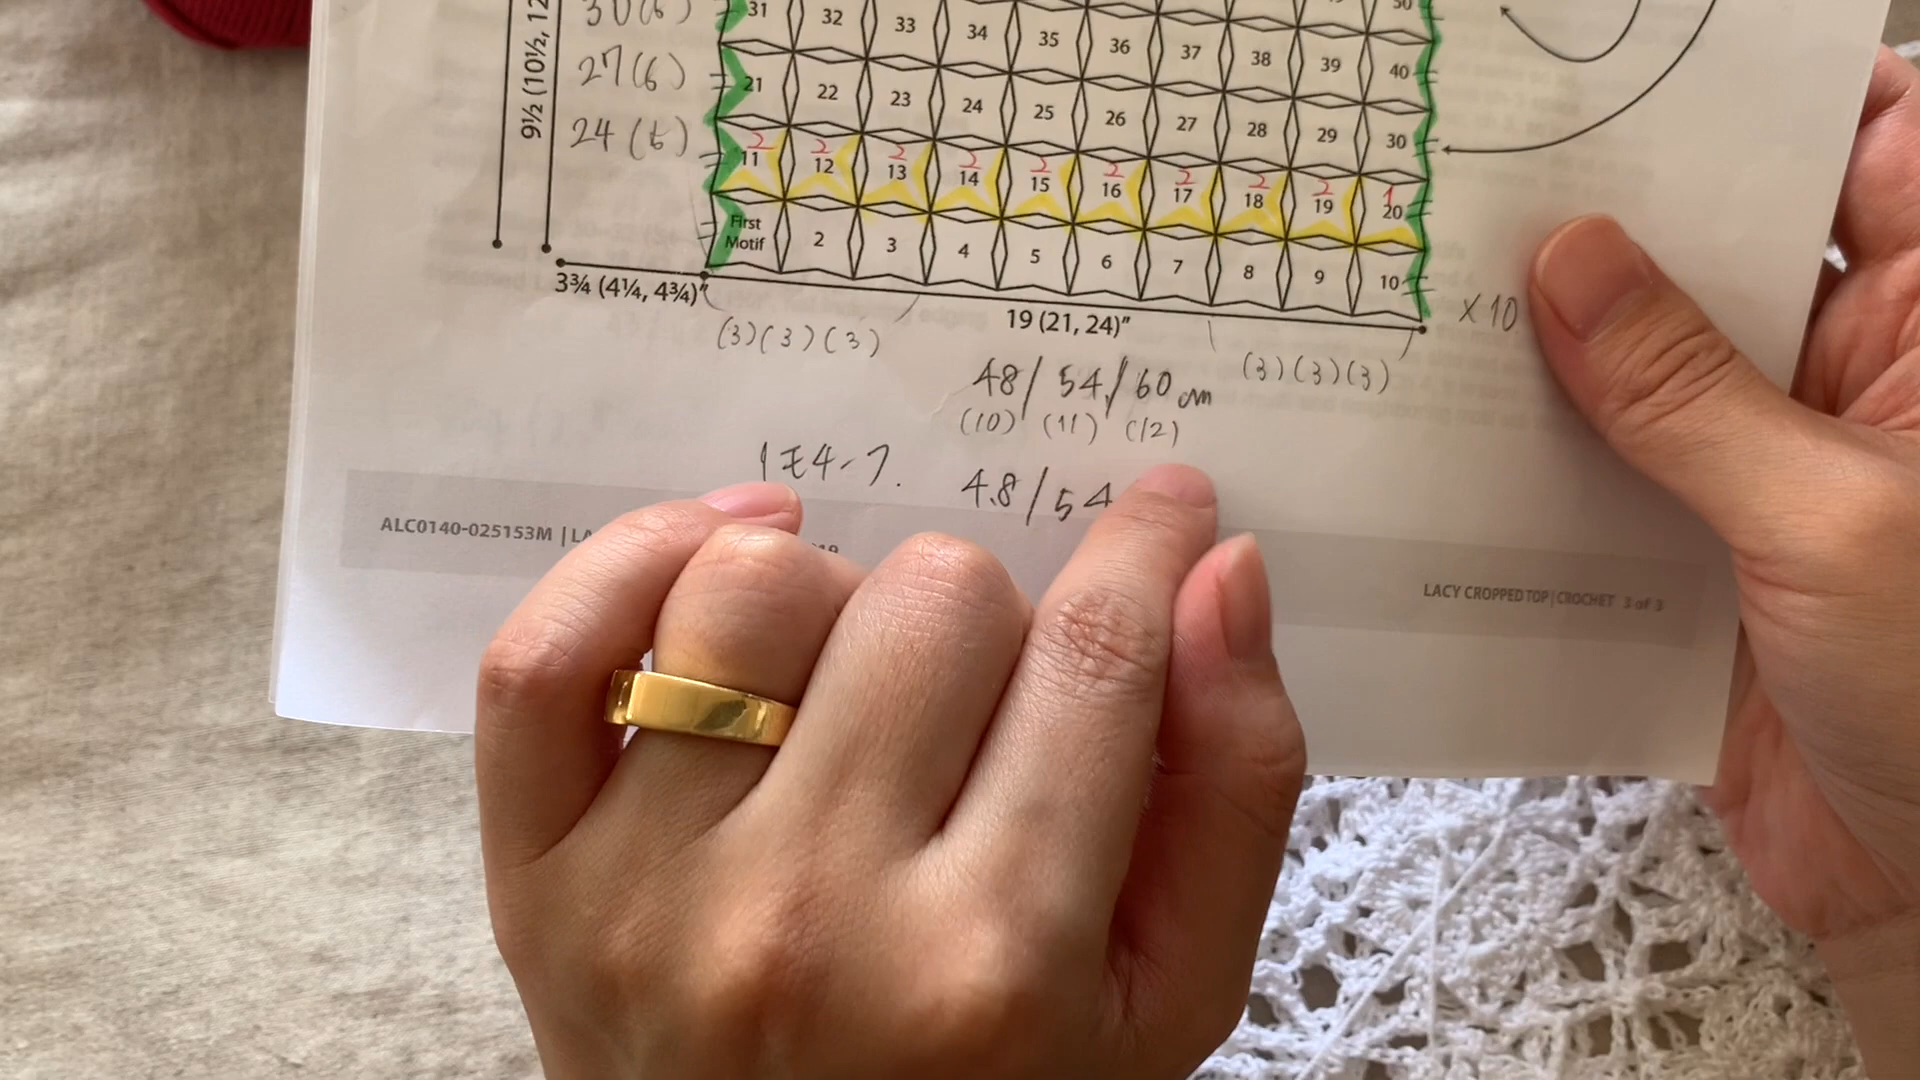 9½ (10½, 12
30(6)
31 32 33 34 35 36 37 38 39 40
27(6)
21 22 23 24 25 26 27 28 29 30
24(6)
2 2 2 2 2 2 2 2 2 1
11 12 13 14 15 16 17 18 19 20
First Motif 2 3 4 5 6 7 8 9 10
3¾ (4¼, 4¾)"
19 (21, 24)"
×10
(3)(3)(3)
(3)(3)(3)
48/ 54/ 60 cm
(10) (11) (12)
4.8/54
ALC0140-025153M | LA
LACY CROPPED TOP | CROCHET 3 of 3